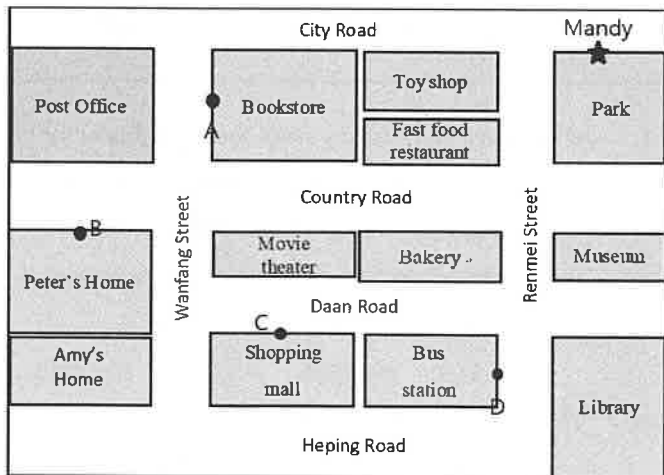 City Road
Mandy
Post Office
Bookstore
A
Toy shop
Fast food
restaurant
Park
Country Road
Wanfang Street
Renmei Street
B
Peter's Home
Movie
theater
Bakery
Museum
Daan Road
C
Amy's
Home
Shopping
mall
Bus
station
D
Library
Heping Road